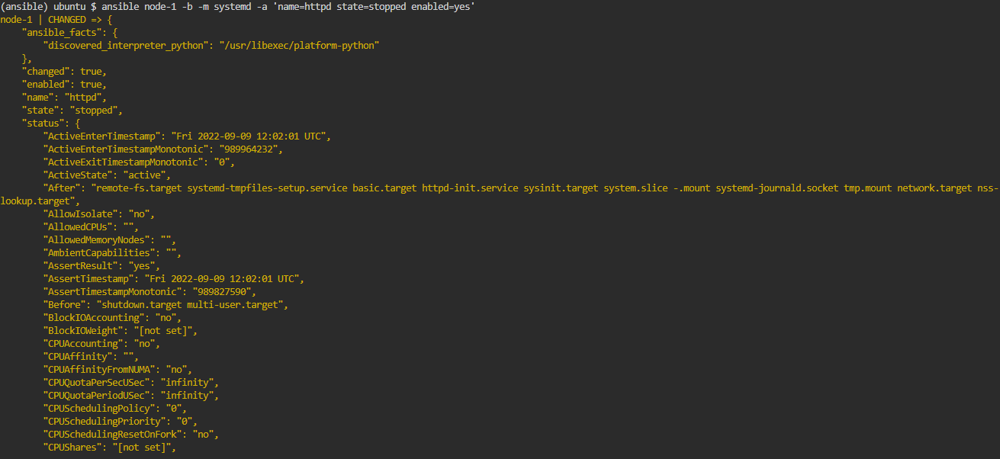 (ansible) ubuntu $ ansible node-1 -b -m systemd -a 'name=httpd state=stopped enabled=yes'
node-1 | CHANGED => {
    "ansible_facts": {
        "discovered_interpreter_python": "/usr/libexec/platform-python"
    },
    "changed": true,
    "enabled": true,
    "name": "httpd",
    "state": "stopped",
    "status": {
        "ActiveEnterTimestamp": "Fri 2022-09-09 12:02:01 UTC",
        "ActiveEnterTimestampMonotonic": "989964232",
        "ActiveExitTimestampMonotonic": "0",
        "ActiveState": "active",
        "After": "remote-fs.target systemd-tmpfiles-setup.service basic.target httpd-init.service sysinit.target system.slice -.mount systemd-journald.socket tmp.mount network.target nss-
lookup.target",
        "AllowIsolate": "no",
        "AllowedCPUs": "",
        "AllowedMemoryNodes": "",
        "AmbientCapabilities": "",
        "AssertResult": "yes",
        "AssertTimestamp": "Fri 2022-09-09 12:02:01 UTC",
        "AssertTimestampMonotonic": "989827590",
        "Before": "shutdown.target multi-user.target",
        "BlockIOAccounting": "no",
        "BlockIOWeight": "[not set]",
        "CPUAccounting": "no",
        "CPUAffinity": "",
        "CPUAffinityFromNUMA": "no",
        "CPUQuotaPerSecUSec": "infinity",
        "CPUQuotaPeriodUSec": "infinity",
        "CPUSchedulingPolicy": "0",
        "CPUSchedulingPriority": "0",
        "CPUSchedulingResetOnFork": "no",
        "CPUShares": "[not set]",